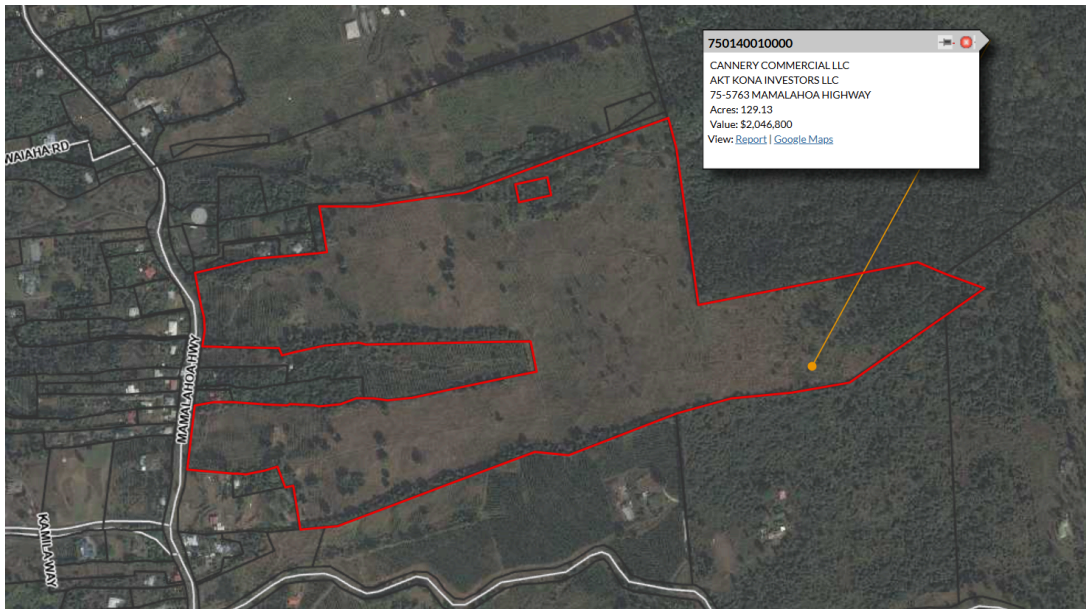 750140010000
CANNERY COMMERCIAL LLC
AKT KONA INVESTORS LLC
75-5763 MAMALAHOA HIGHWAY
Acres: 129.13
Value: $2,046,800
View: Report | Google Maps
WAIAHA RD
MAMALAHOA HWY
KAMILA WAY